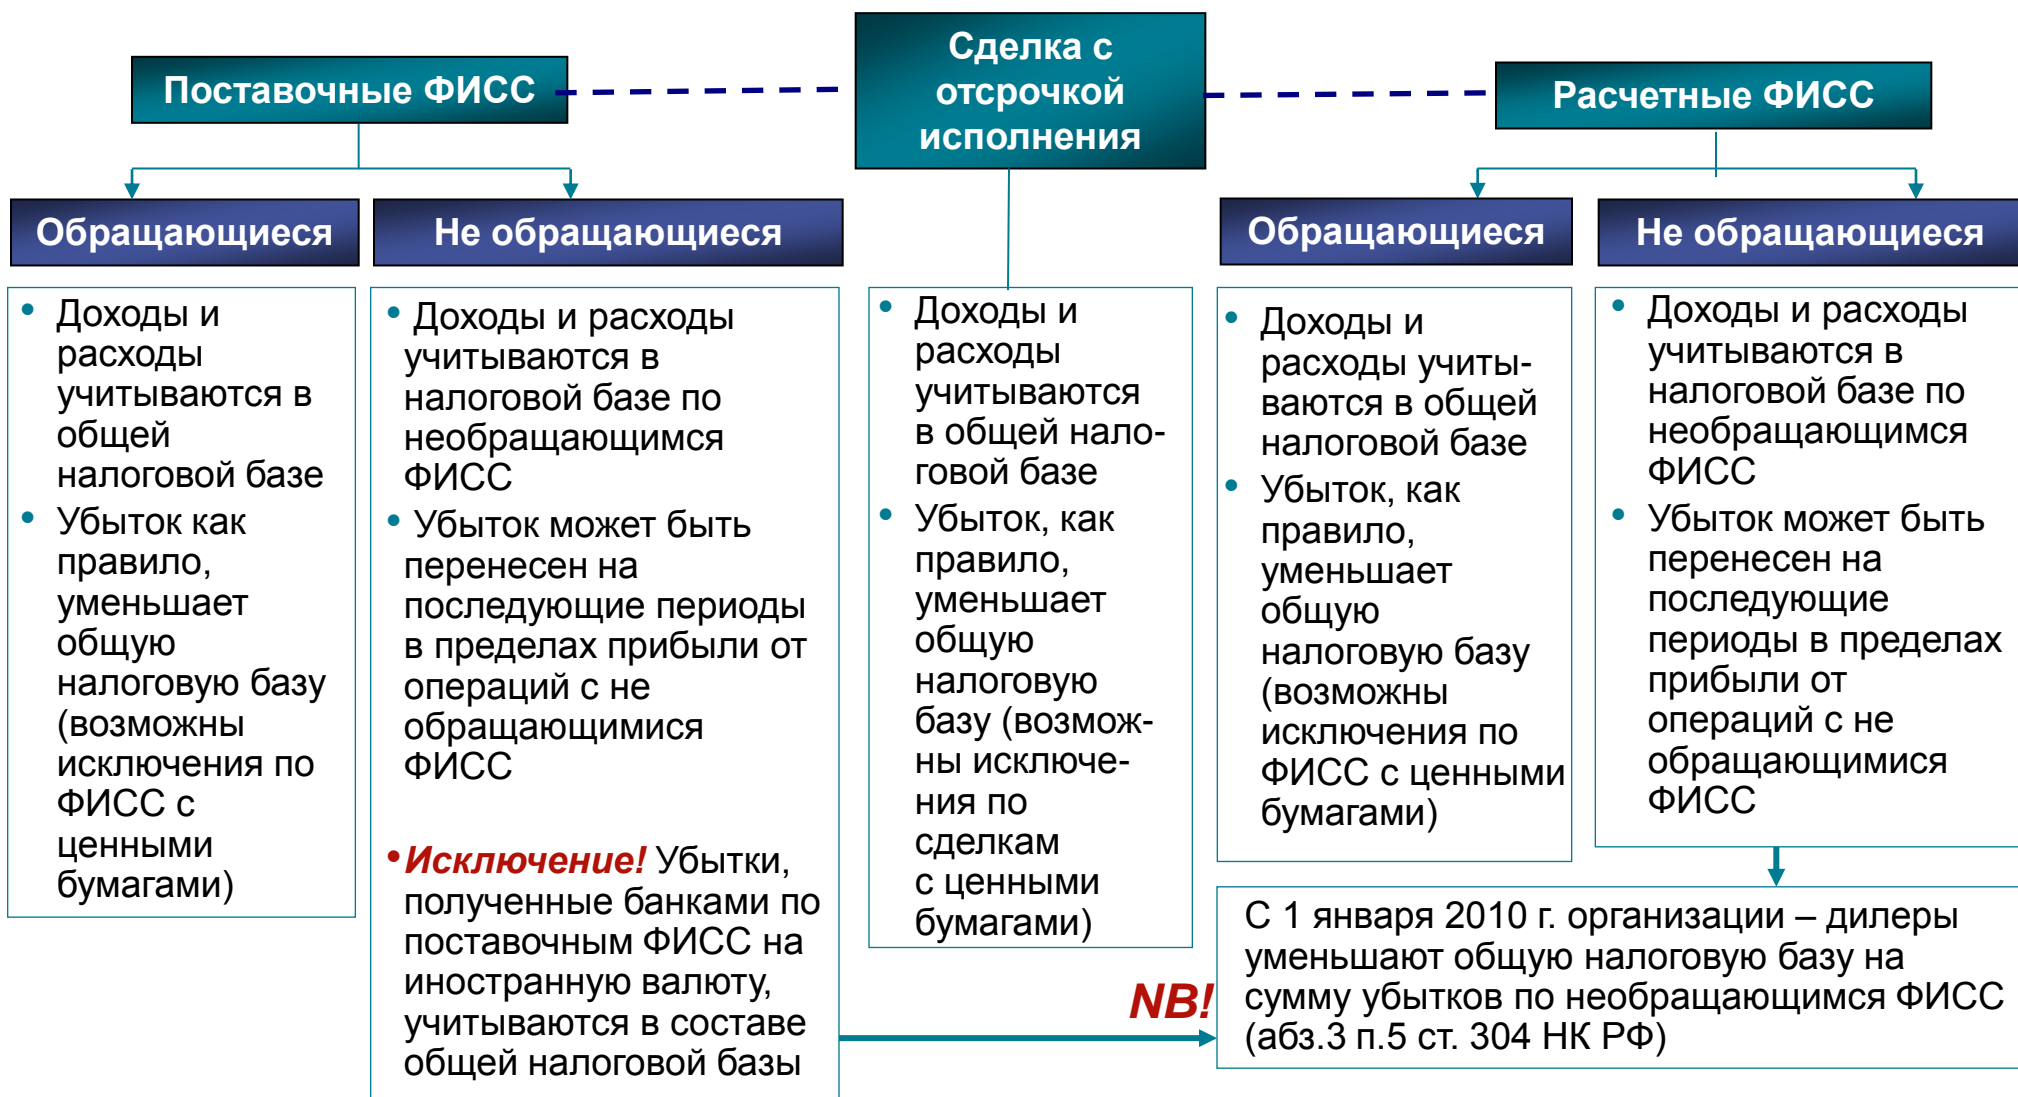 Поставочные ФИСС
Сделка с
отсрочкой
исполнения
Расчетные ФИСС
Обращающиеся
Не обращающиеся
Обращающиеся
Не обращающиеся
• Доходы и
расходы
учитываются в
общей
налоговой базе
• Убыток как
правило,
уменьшает
общую
налоговую базу
(возможны
исключения по
ФИСС с
ценными
бумагами)
• Доходы и расходы
учитываются в
налоговой базе по
необращающимся
ФИСС
• Убыток может быть
перенесен на
последующие периоды
в пределах прибыли от
операций с не
обращающимися
ФИСС
• Исключение! Убытки,
полученные банками по
поставочным ФИСС на
иностранную валюту,
учитываются в составе
общей налоговой базы
• Доходы и
расходы
учитываются
в общей нало-
говой базе
• Убыток, как
правило,
уменьшает
общую
налоговую
базу (возмож-
ны исключе-
ния по
сделкам
с ценными
бумагами)
• Доходы и
расходы учиты-
ваются в общей
налоговой базе
• Убыток, как
правило,
уменьшает
общую
налоговую базу
(возможны
исключения по
ФИСС с ценными
бумагами)
• Доходы и расходы
учитываются в
налоговой базе по
необращающимся
ФИСС
• Убыток может быть
перенесен на
последующие
периоды в пределах
прибыли от
операций с не
обращающимися
ФИСС
NB!
С 1 января 2010 г. организации – дилеры
уменьшают общую налоговую базу на
сумму убытков по необращающимся ФИСС
(абз.3 п.5 ст. 304 НК РФ)